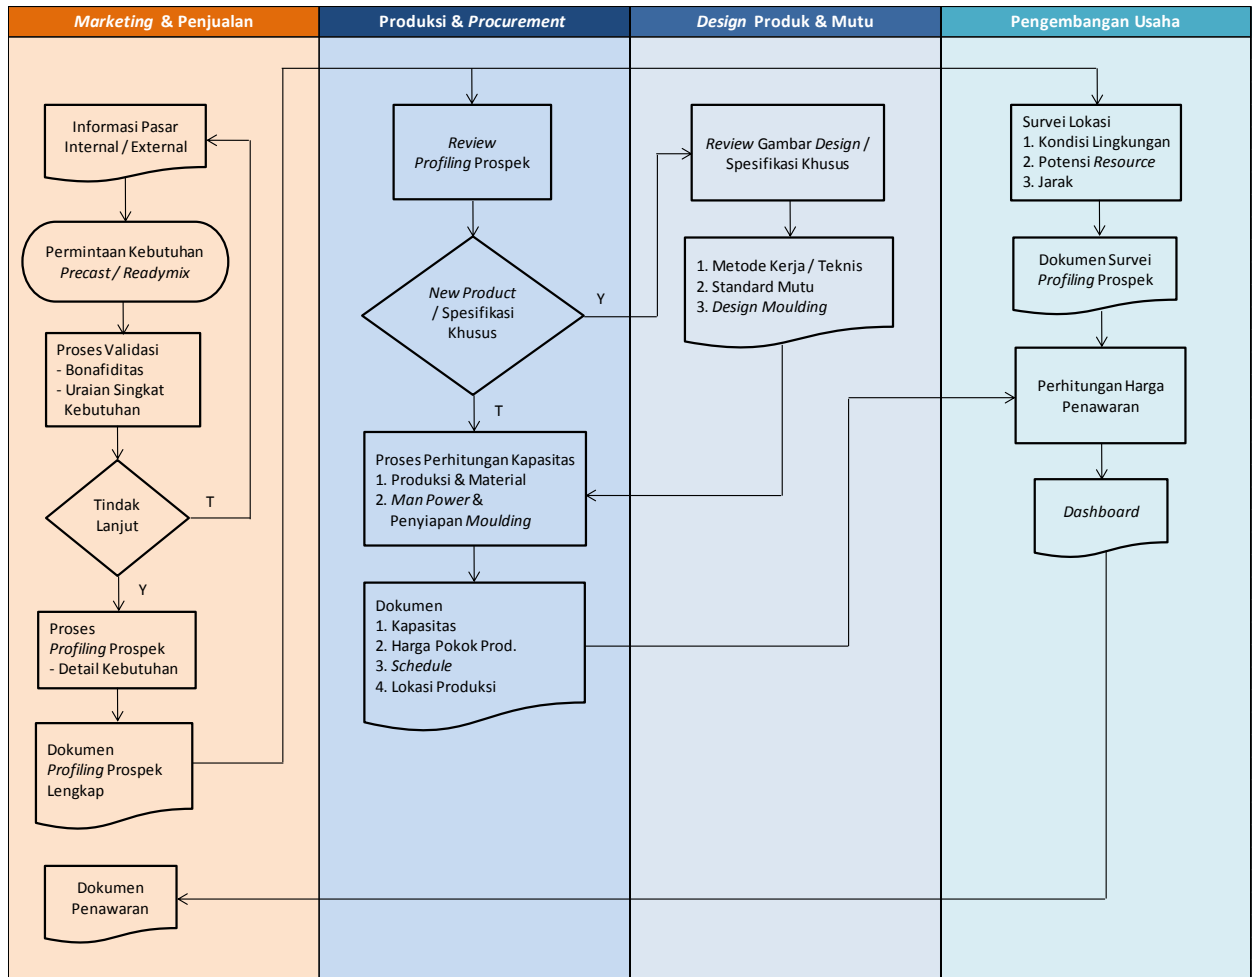 Marketing & Penjualan
Produksi & Procurement
Design Produk & Mutu
Pengembangan Usaha
Informasi Pasar
Internal / External
Permintaan Kebutuhan
Precast / Readymix
Proses Validasi
- Bonafiditas
- Uraian Singkat
Kebutuhan
Tindak
Lanjut
T
Y
Proses
Profiling Prospek
- Detail Kebutuhan
Dokumen
Profiling Prospek
Lengkap
Dokumen
Penawaran
Review
Profiling Prospek
New Product
/ Spesifikasi
Khusus
Y
T
Proses Perhitungan Kapasitas
1. Produksi & Material
2. Man Power &
Penyiapan Moulding
Dokumen
1. Kapasitas
2. Harga Pokok Prod.
3. Schedule
4. Lokasi Produksi
Review Gambar Design /
Spesifikasi Khusus
1. Metode Kerja / Teknis
2. Standard Mutu
3. Design Moulding
Survei Lokasi
1. Kondisi Lingkungan
2. Potensi Resource
3. Jarak
Dokumen Survei
Profiling Prospek
Perhitungan Harga
Penawaran
Dashboard